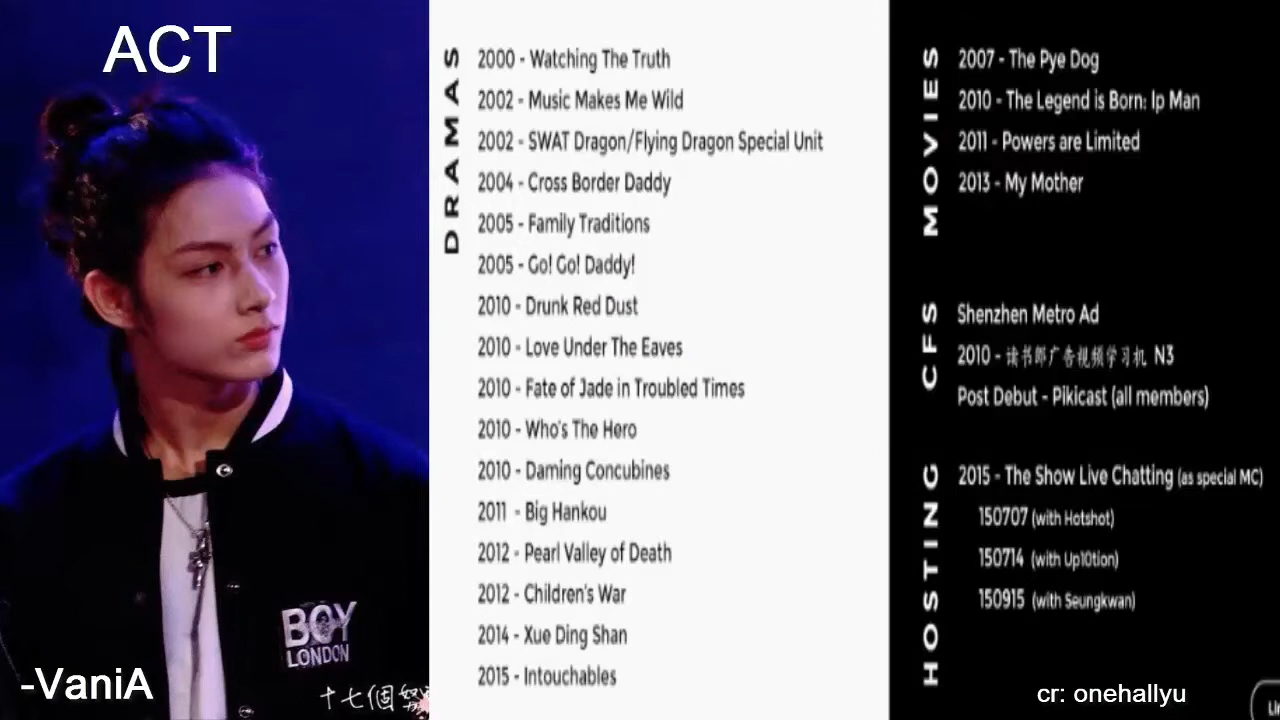 ACT
BOY
LONDON
十七個
-VaniA
DRAMAS
2000 - Watching The Truth
2002 - Music Makes Me Wild
2002 - SWAT Dragon/Flying Dragon Special Unit
2004 - Cross Border Daddy
2005 - Family Traditions
2005 - Go! Go! Daddy!
2010 - Drunk Red Dust
2010 - Love Under The Eaves
2010 - Fate of Jade in Troubled Times
2010 - Who's The Hero
2010 - Daming Concubines
2011 - Big Hankou
2012 - Pearl Valley of Death
2012 - Children's War
2014 - Xue Ding Shan
2015 - Intouchables
MOVIES
2007 - The Pye Dog
2010 - The Legend is Born: Ip Man
2011 - Powers are Limited
2013 - My Mother
CFS
Shenzhen Metro Ad
2010 - 读书郎广告视频学习机 N3
Post Debut - Pikicast (all members)
HOSTING
2015 - The Show Live Chatting (as special MC)
150707 (with Hotshot)
150714 (with Up10tion)
150915 (with Seungkwan)
cr: onehallyu